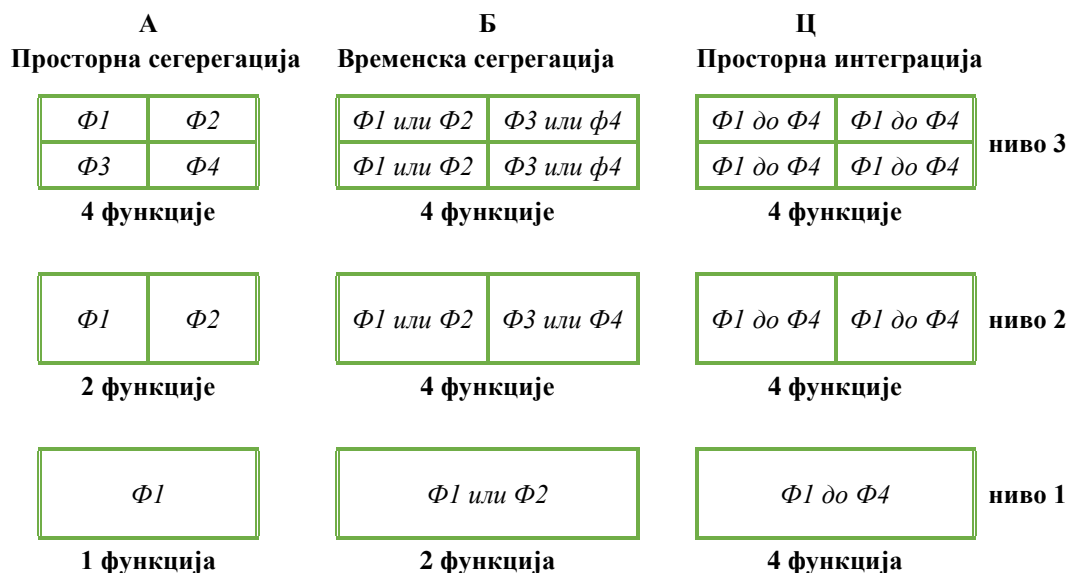 А Б Ц
Просторна сегерегација Временска сегрегација Просторна интеграција
Ф1 Ф2 Ф1 или Ф2 Ф3 или ф4 Ф1 до Ф4 Ф1 до Ф4
ниво 3
Ф3 Ф4 Ф1 или Ф2 Ф3 или ф4 Ф1 до Ф4 Ф1 до Ф4
4 функције 4 функције 4 функције
Ф1 Ф2 Ф1 или Ф2 Ф3 или Ф4 Ф1 до Ф4 Ф1 до Ф4 ниво 2
2 функције 4 функције 4 функције
Ф1 Ф1 или Ф2 Ф1 до Ф4 ниво 1
1 функција 2 функције 4 функције